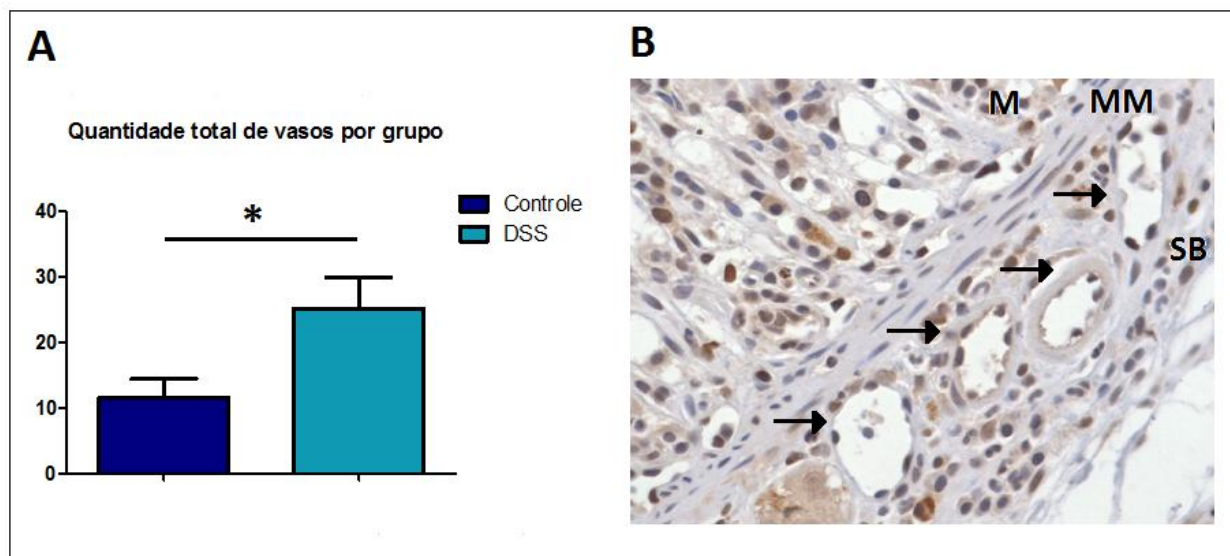 A
Quantidade total de vasos por grupo
40
30
20
10
0
*
Controle
DSS
B
M
MM
SB